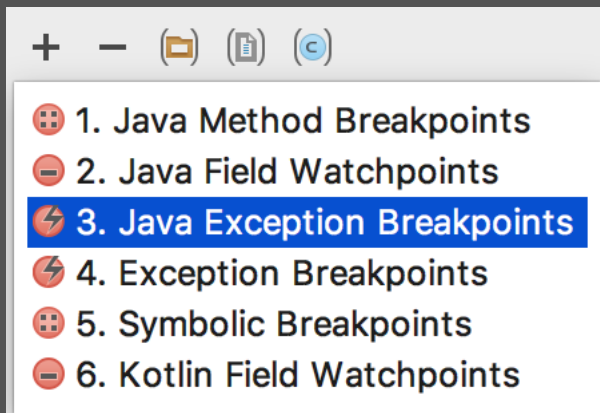 C
1. Java Method Breakpoints
2. Java Field Watchpoints
3. Java Exception Breakpoints
4. Exception Breakpoints
5. Symbolic Breakpoints
6. Kotlin Field Watchpoints